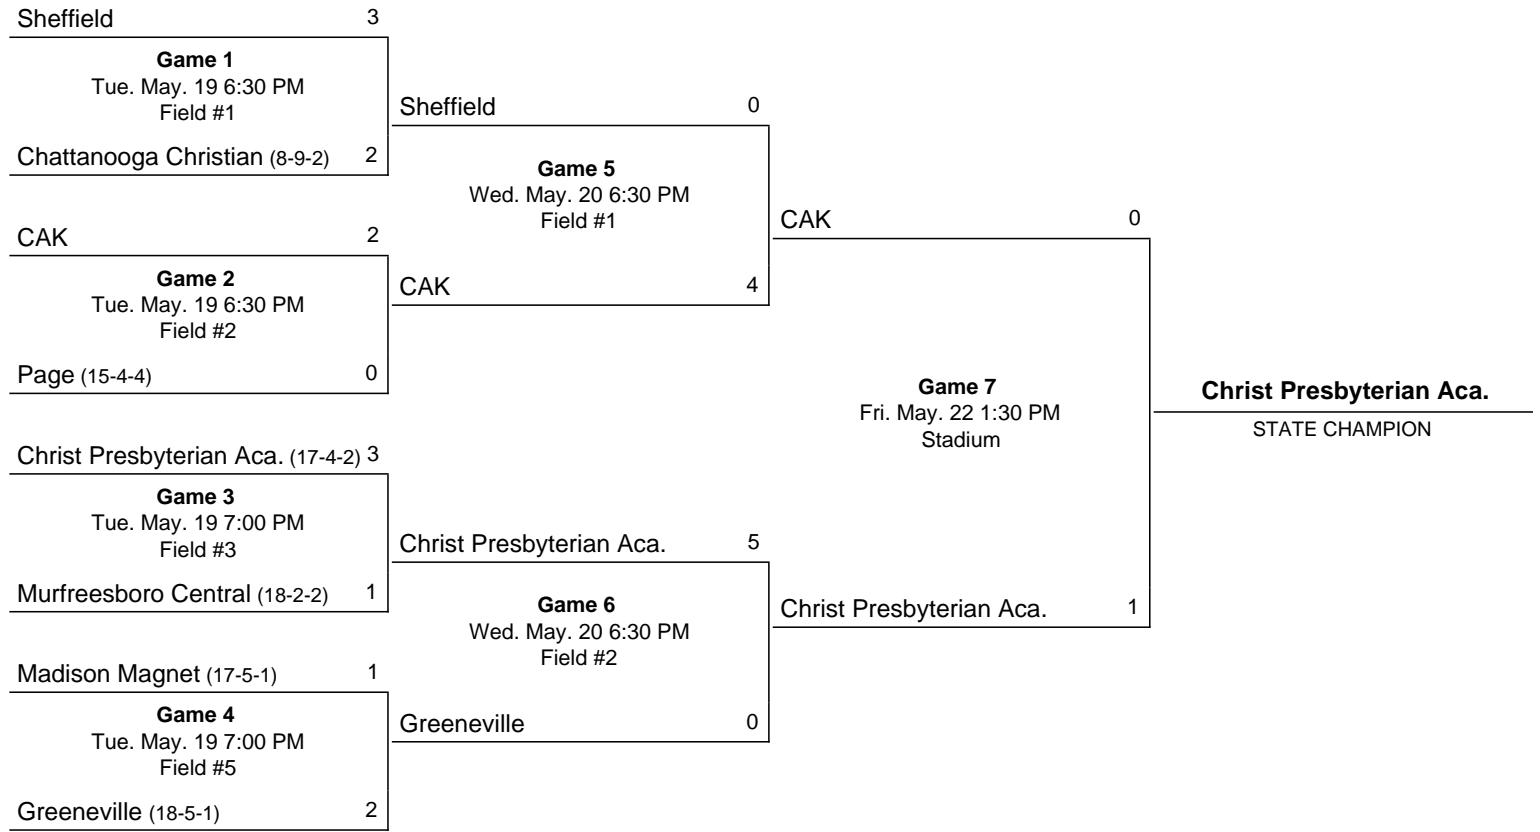 Sheffield 3
Game 1
Tue. May. 19 6:30 PM
Field #1
Chattanooga Christian (8-9-2) 2
CAK 2
Game 2
Tue. May. 19 6:30 PM
Field #2
Page (15-4-4) 0
Christ Presbyterian Aca. (17-4-2) 3
Game 3
Tue. May. 19 7:00 PM
Field #3
Murfreesboro Central (18-2-2) 1
Madison Magnet (17-5-1) 1
Game 4
Tue. May. 19 7:00 PM
Field #5
Greeneville (18-5-1) 2
Sheffield 0
Game 5
Wed. May. 20 6:30 PM
Field #1
CAK 4
Christ Presbyterian Aca. 5
Game 6
Wed. May. 20 6:30 PM
Field #2
Greeneville 0
CAK 0
Game 7
Fri. May. 22 1:30 PM
Stadium
Christ Presbyterian Aca. 1
Christ Presbyterian Aca.
STATE CHAMPION